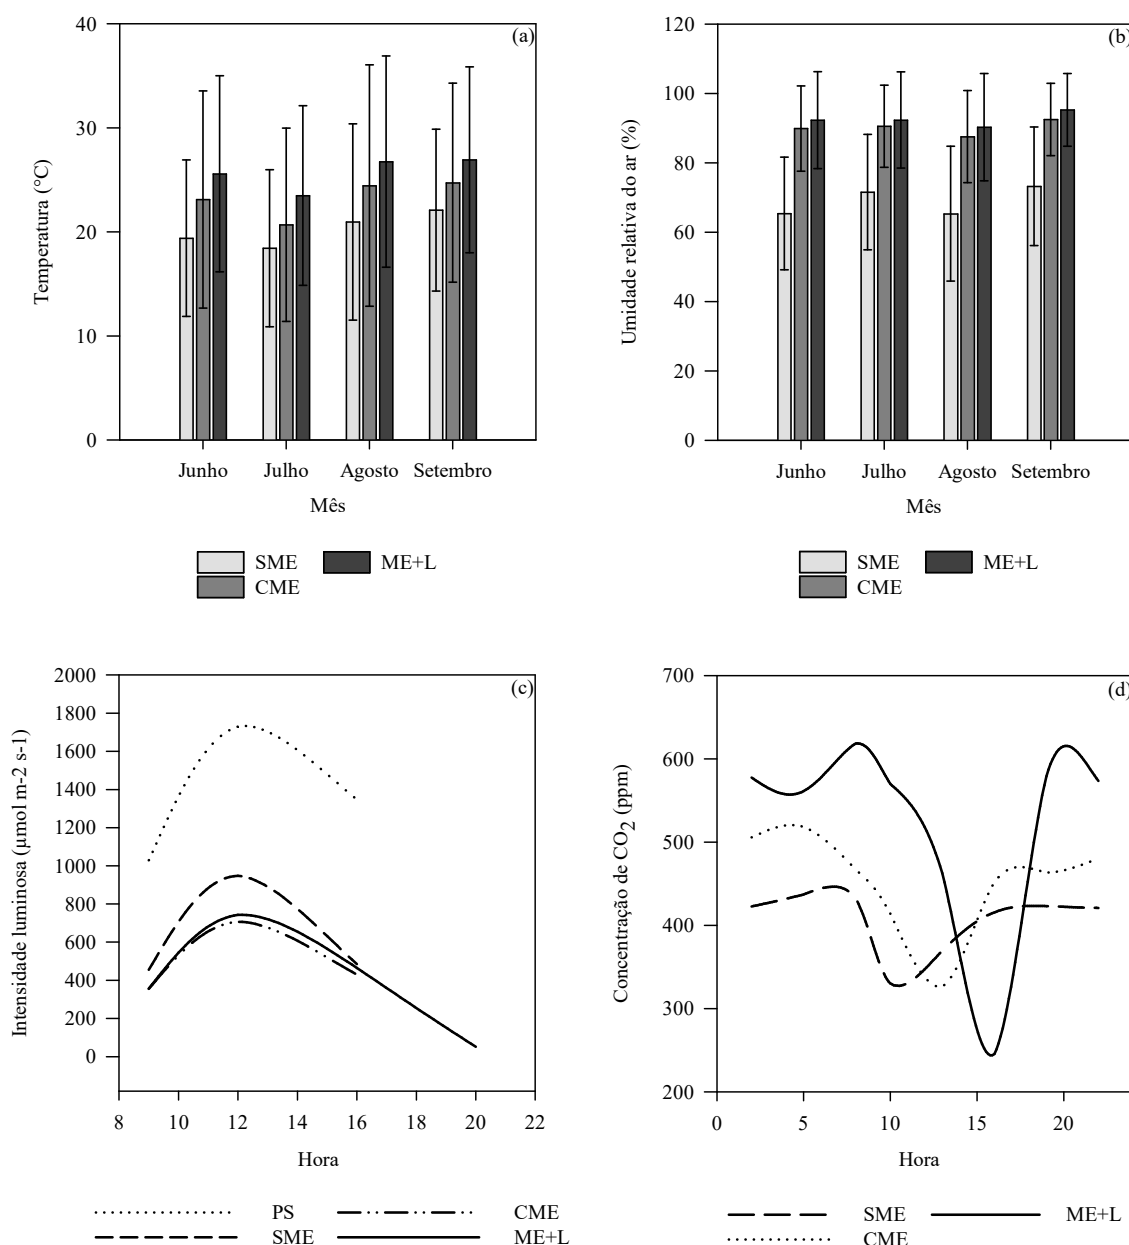 (a)
Temperatura (°C)
40
30
20
10
0
Junho Julho Agosto Setembro
Mês
SME ME+L
CME
(b)
Umidade relativa do ar (%)
120
100
80
60
40
20
0
Junho Julho Agosto Setembro
Mês
SME ME+L
CME
(c)
Intensidade luminosa (µmol m-2 s-1)
2000
1800
1600
1400
1200
1000
800
600
400
200
0
8 10 12 14 16 18 20 22
Hora
PS CME
SME ME+L
(d)
Concentração de CO2 (ppm)
700
600
500
400
300
200
0 5 10 15 20
Hora
SME ME+L
CME